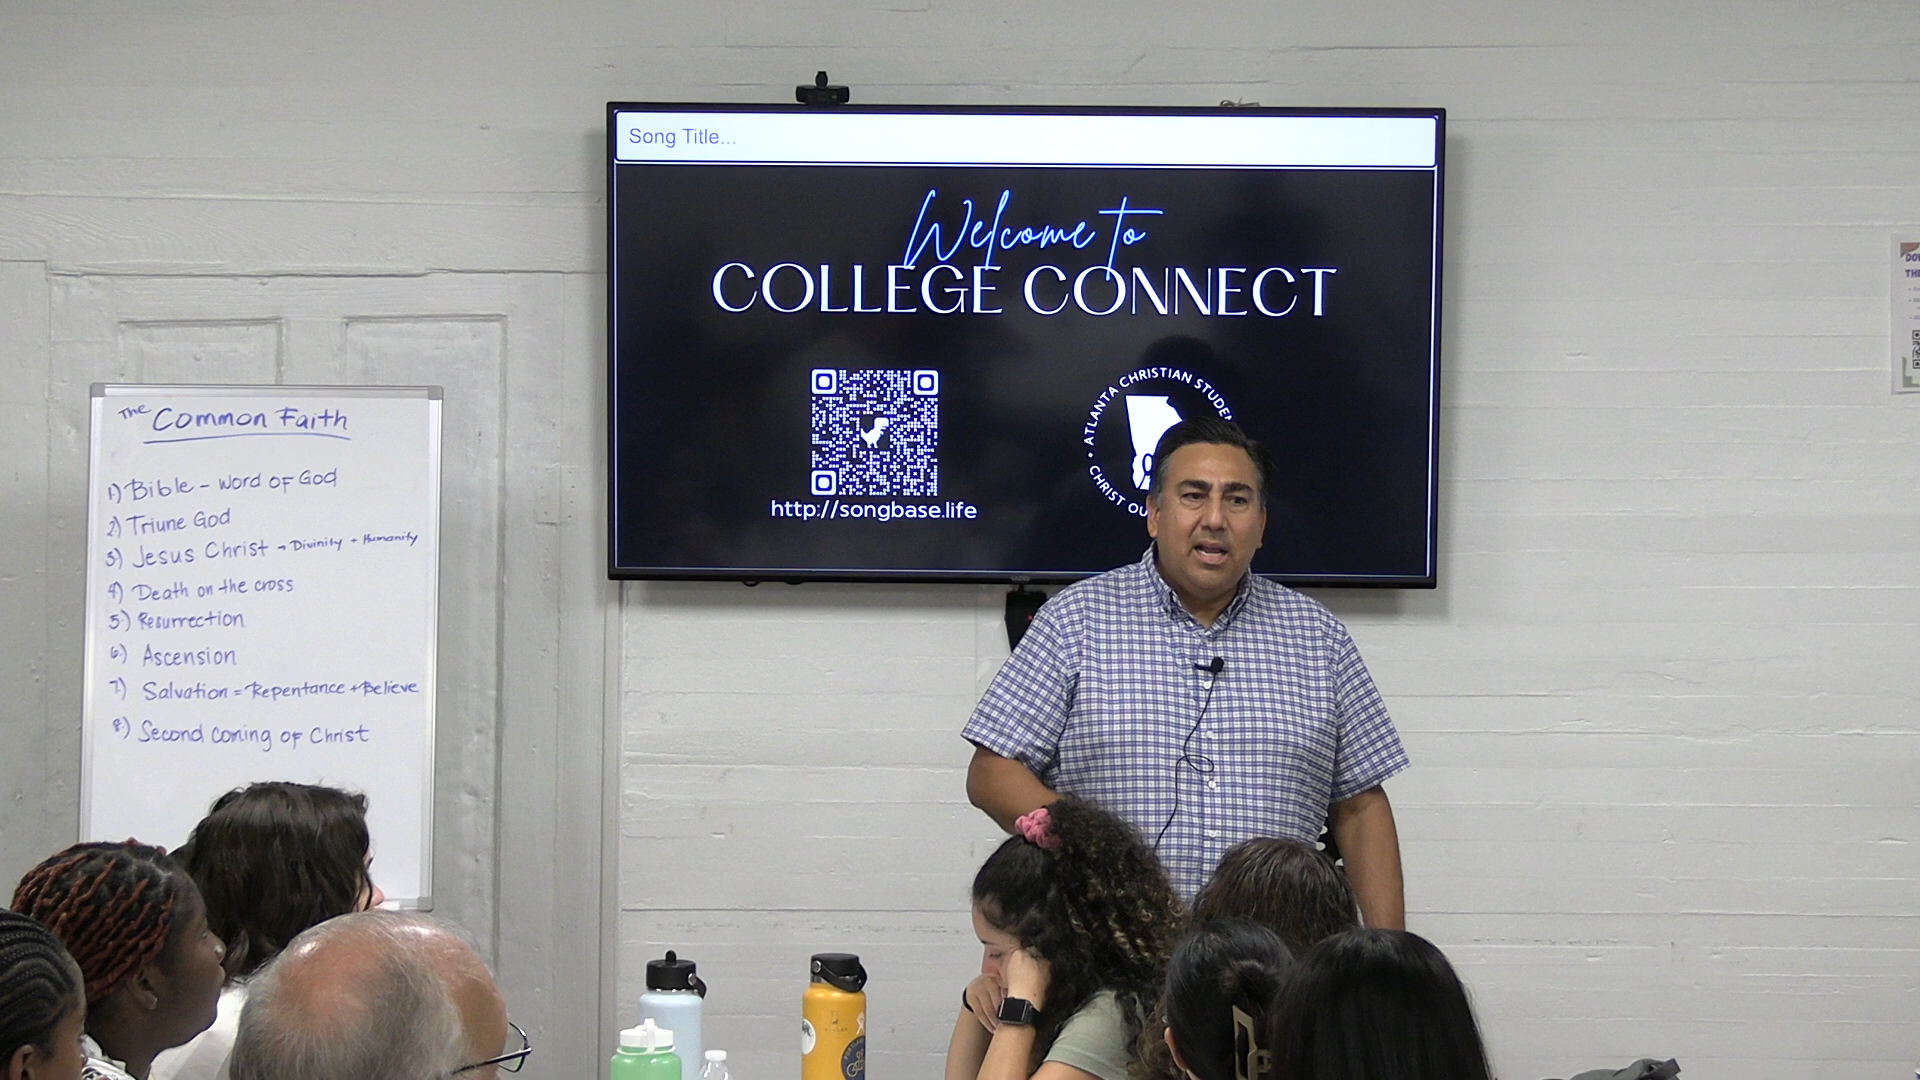 Song Title...
Welcome to
COLLEGE CONNECT
http://songbase.life
ATLANTA CHRISTIAN STUDEN
CHRIST OU
The Common Faith
1) Bible - word of God
2) Triune God
3) Jesus Christ → Divinity + Humanity
4) Death on the cross
5.) Resurrection
6.) Ascension
7.) Salvation = Repentance + Believe
8.) Second coming of Christ